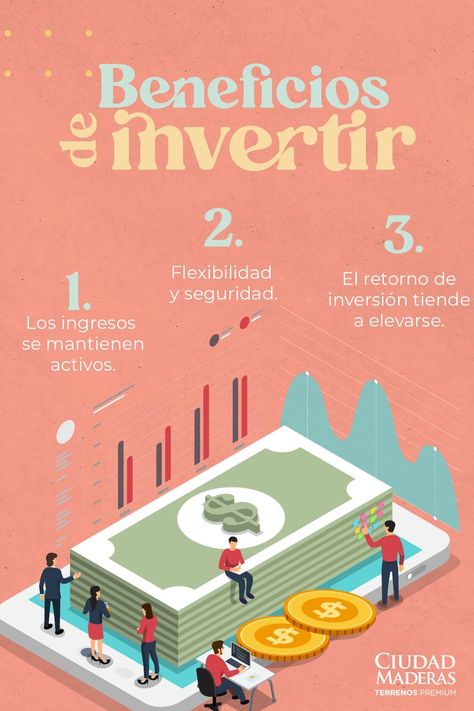 Beneficios
de invertir
1.
Los ingresos
se mantienen
activos.
2.
Flexibilidad
y seguridad.
3.
El retorno de
inversión tiende
a elevarse.
$
$
$
CIUDAD
MADERAS
TERRENOS PREMIUM